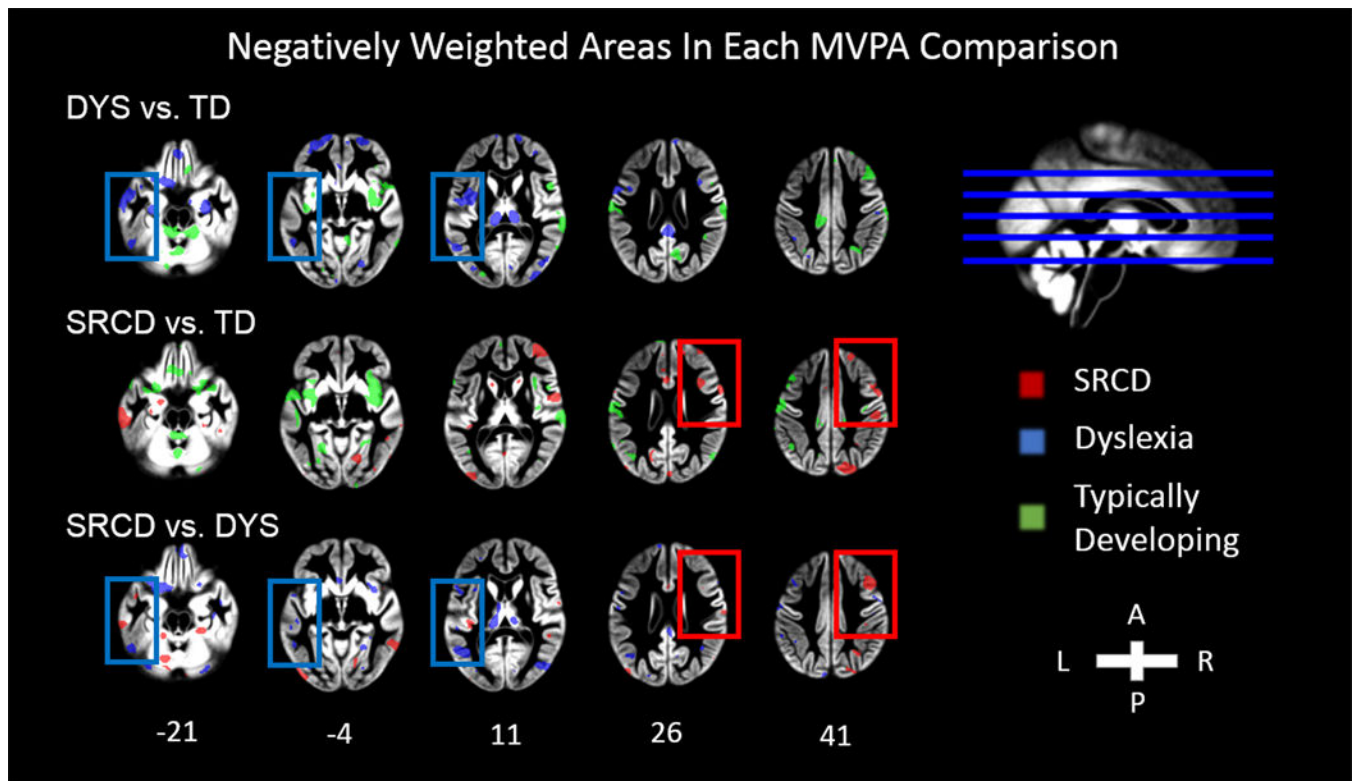 Negatively Weighted Areas In Each MVPA Comparison
DYS vs. TD
SRCD vs. TD
SRCD vs. DYS
-21 -4 11 26 41
SRCD
Dyslexia
Typically
Developing
A
L R
P